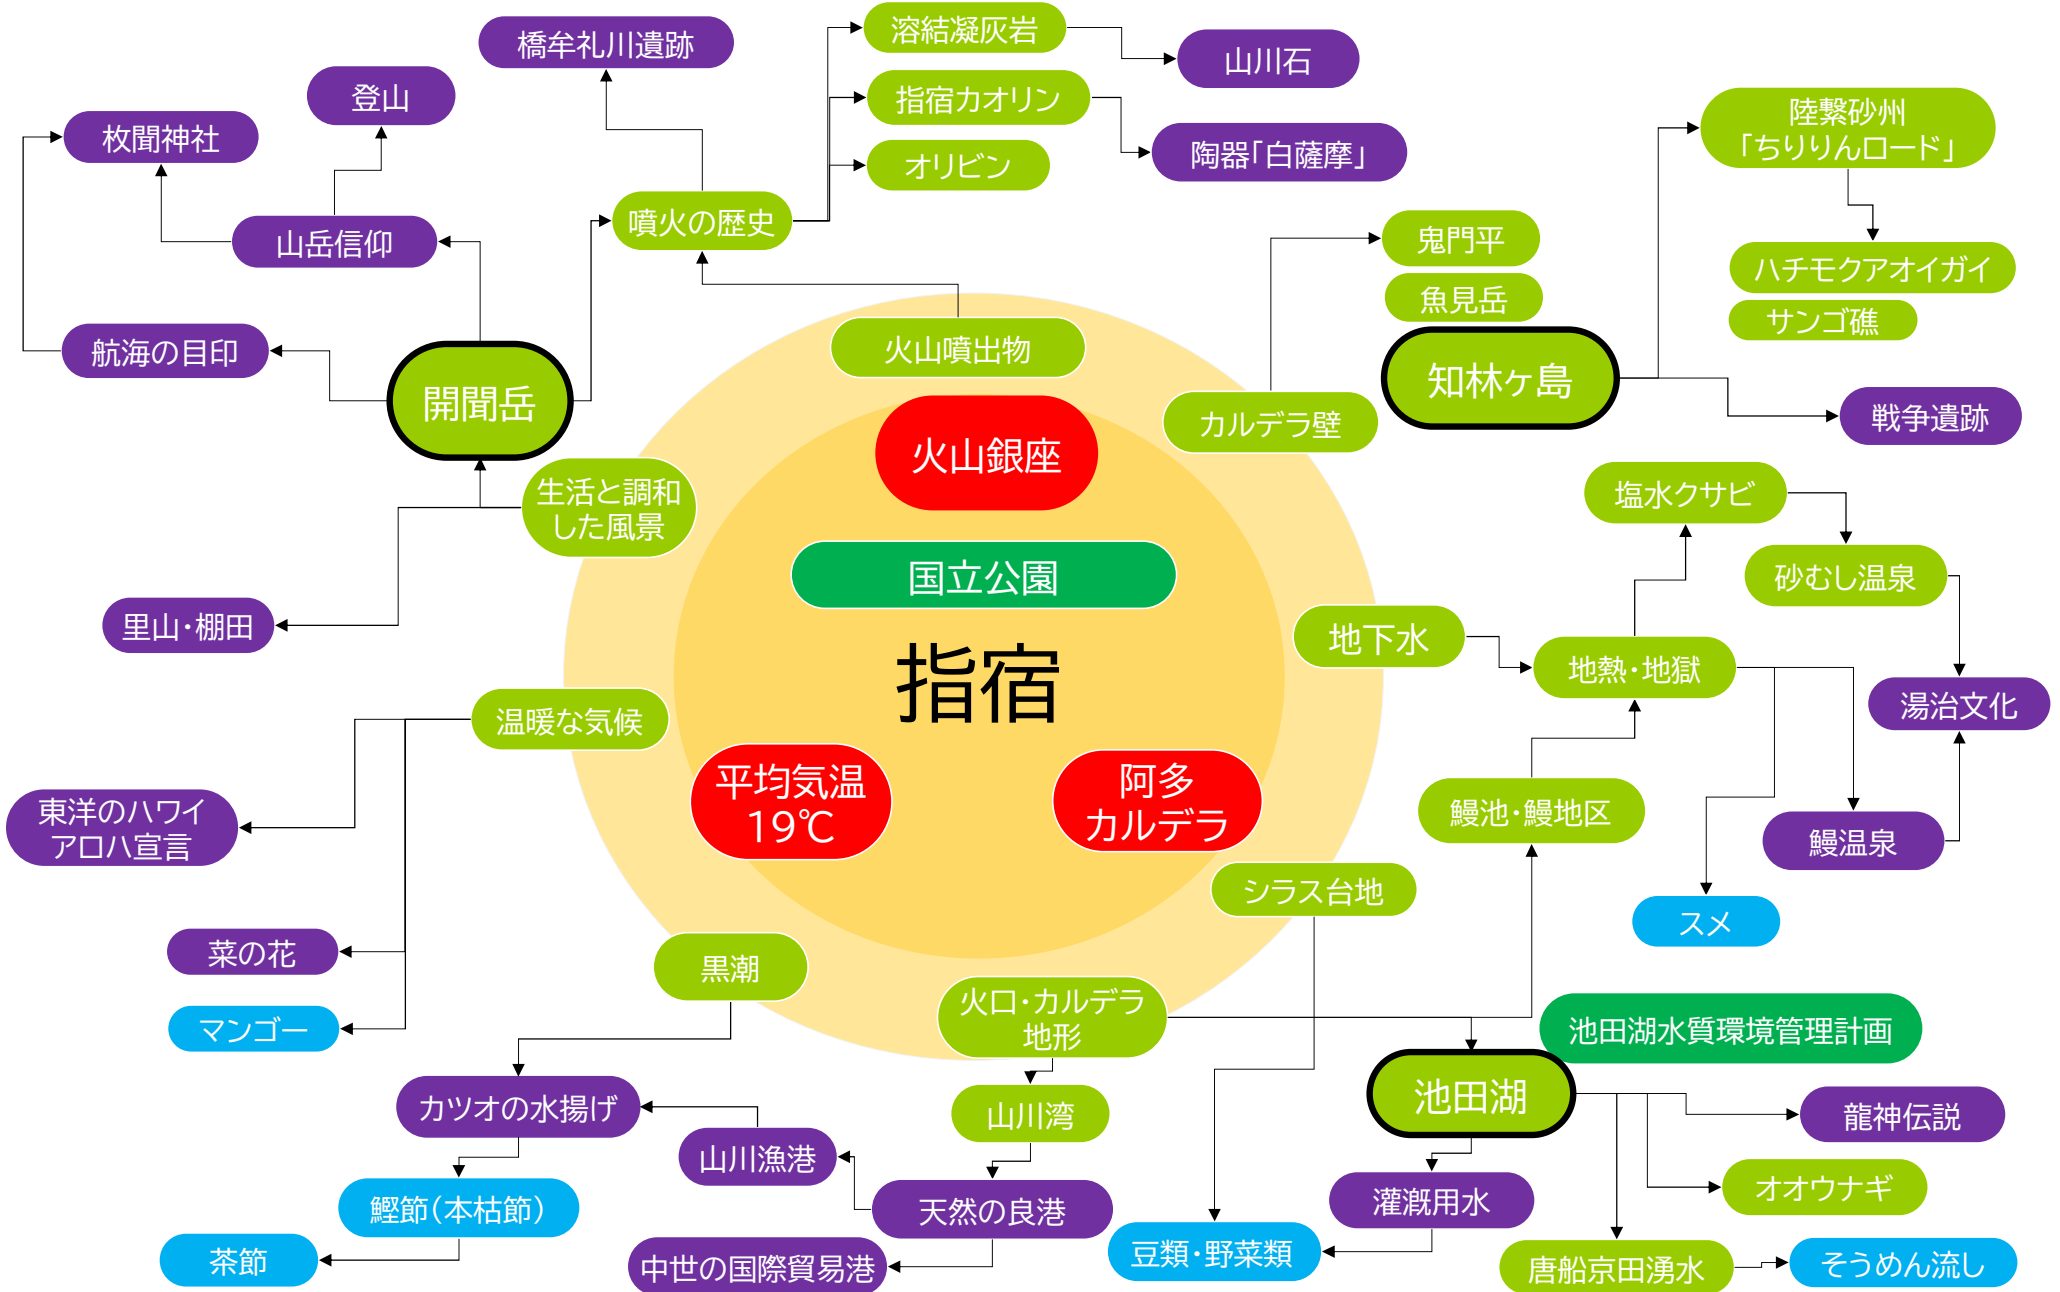 橋牟礼川遺跡
溶結凝灰岩
山川石
登山
指宿カオリン
陸繋砂州
「ちりりんロード」
枚聞神社
陶器「白薩摩」
オリビン
噴火の歴史
山岳信仰
鬼門平
ハチモクアオイガイ
魚見岳
サンゴ礁
航海の目印
火山噴出物
知林ヶ島
開聞岳
カルデラ壁
戦争遺跡
火山銀座
生活と調和
した風景
塩水クサビ
国立公園
砂むし温泉
里山・棚田
地下水
地熱・地獄
指宿
湯治文化
温暖な気候
平均気温
19℃
阿多
カルデラ
鰻池・鰻地区
東洋のハワイ
アロハ宣言
鰻温泉
シラス台地
スメ
菜の花
黒潮
火口・カルデラ
地形
マンゴー
池田湖水質環境管理計画
池田湖
カツオの水揚げ
山川湾
龍神伝説
山川漁港
鰹節（本枯節）
天然の良港
灌漑用水
オオウナギ
茶節
中世の国際貿易港
豆類・野菜類
唐船京田湧水
そうめん流し